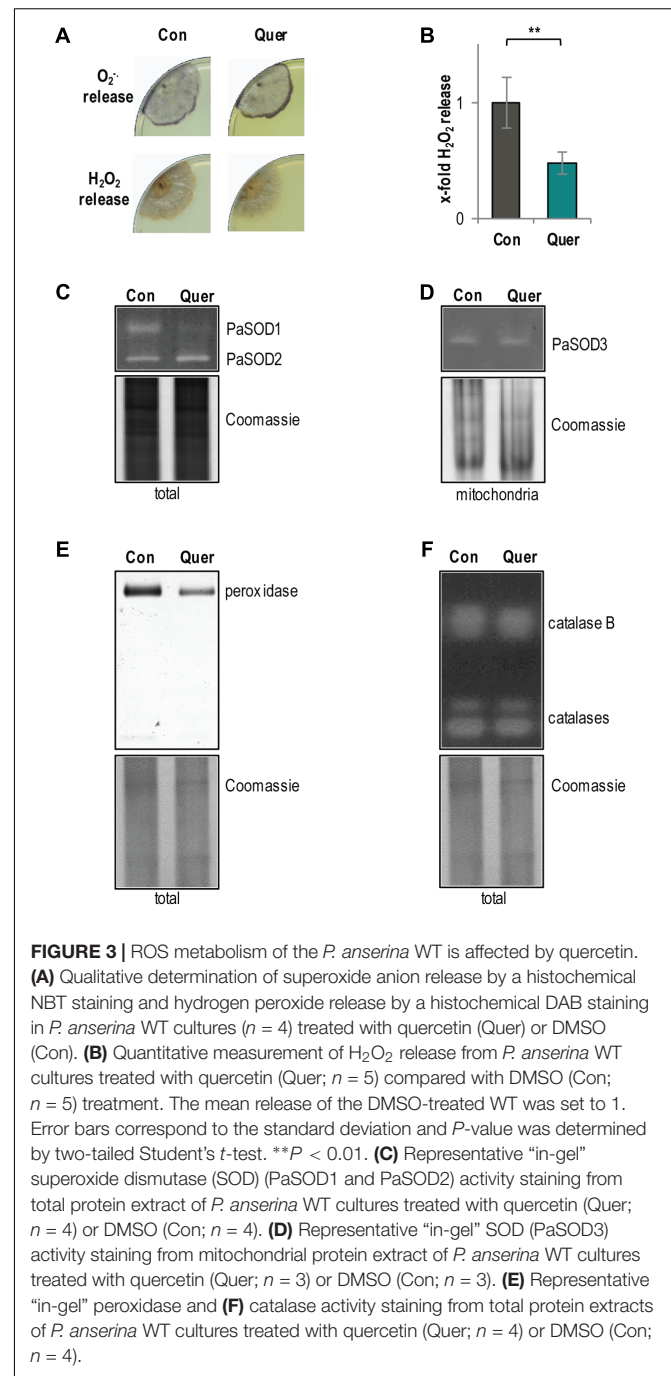 A
Con
Quer
O₂⁻·
release
H₂O₂
release
B
**
x-fold H₂O₂ release
1
0
Con
Quer
C
Con
Quer
PaSOD1
PaSOD2
Coomassie
total
D
Con
Quer
PaSOD3
Coomassie
mitochondria
E
Con
Quer
peroxidase
Coomassie
total
F
Con
Quer
catalase B
catalases
Coomassie
total
FIGURE 3 | ROS metabolism of the P. anserina WT is affected by quercetin.
(A) Qualitative determination of superoxide anion release by a histochemical
NBT staining and hydrogen peroxide release by a histochemical DAB staining
in P. anserina WT cultures (n = 4) treated with quercetin (Quer) or DMSO
(Con). (B) Quantitative measurement of H₂O₂ release from P. anserina WT
cultures treated with quercetin (Quer; n = 5) compared with DMSO (Con;
n = 5) treatment. The mean release of the DMSO-treated WT was set to 1.
Error bars correspond to the standard deviation and P-value was determined
by two-tailed Student’s t-test. **P < 0.01. (C) Representative “in-gel”
superoxide dismutase (SOD) (PaSOD1 and PaSOD2) activity staining from
total protein extract of P. anserina WT cultures treated with quercetin (Quer;
n = 4) or DMSO (Con; n = 4). (D) Representative “in-gel” SOD (PaSOD3)
activity staining from mitochondrial protein extract of P. anserina WT cultures
treated with quercetin (Quer; n = 3) or DMSO (Con; n = 3). (E) Representative
“in-gel” peroxidase and (F) catalase activity staining from total protein extracts
of P. anserina WT cultures treated with quercetin (Quer; n = 4) or DMSO (Con;
n = 4).